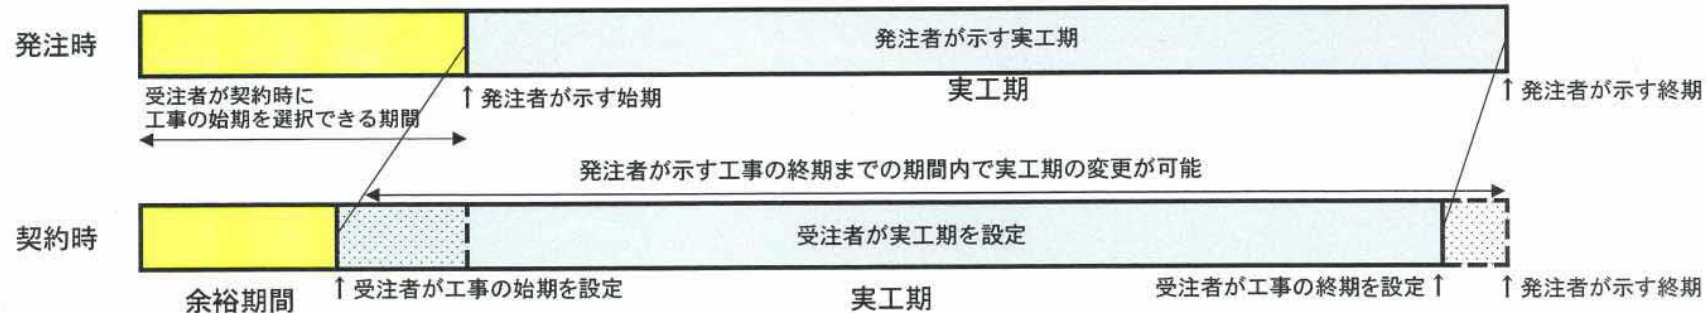 発注時
発注者が示す実工期
受注者が契約時に
工事の始期を選択できる期間
↑発注者が示す始期
実工期
↑発注者が示す終期
発注者が示す工事の終期までの期間内で実工期の変更が可能
契約時
受注者が実工期を設定
余裕期間
↑受注者が工事の始期を設定
実工期
受注者が工事の終期を設定↑
↑発注者が示す終期